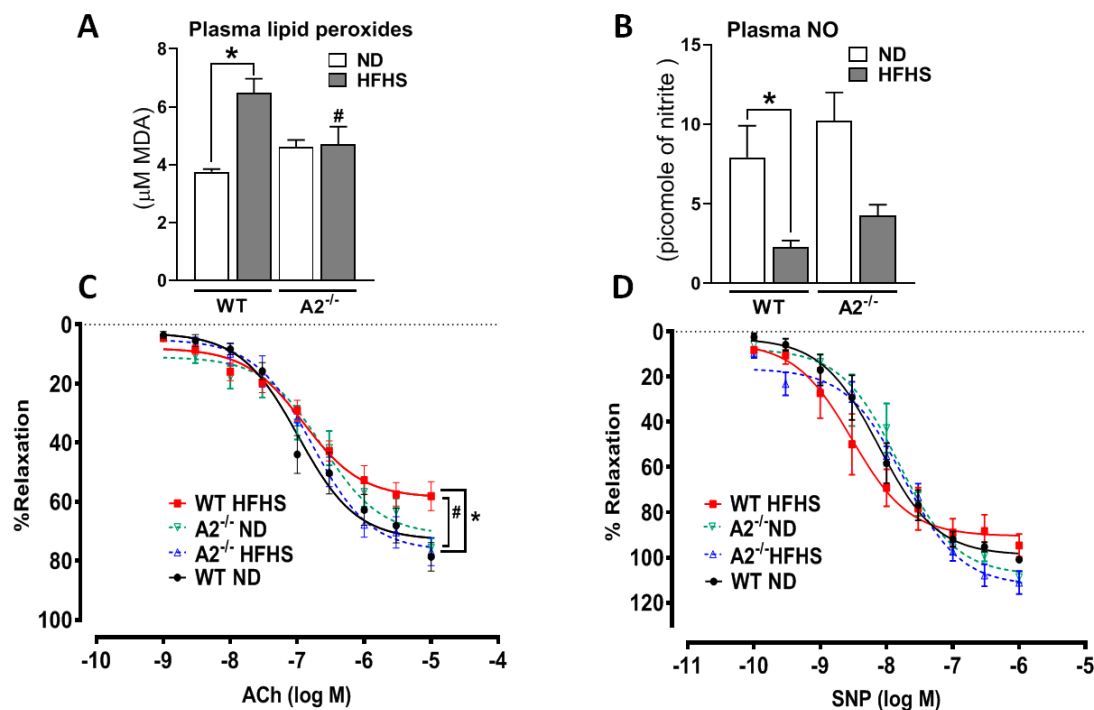 A
Plasma lipid peroxides
ND
HFHS
*
#
(µM MDA)
8
6
4
2
0
WT
A2-/-
B
Plasma NO
ND
HFHS
*
(picomole of nitrite )
15
10
5
0
WT
A2-/-
C
%Relaxation
0
20
40
60
80
100
WT HFHS
A2-/- ND
A2-/- HFHS
WT ND
#
*
-10
-9
-8
-7
-6
-5
-4
ACh (log M)
D
% Relaxation
0
20
40
60
80
100
120
WT HFHS
A2-/-ND
A2-/-HFHS
WT ND
-11
-10
-9
-8
-7
-6
-5
SNP (log M)